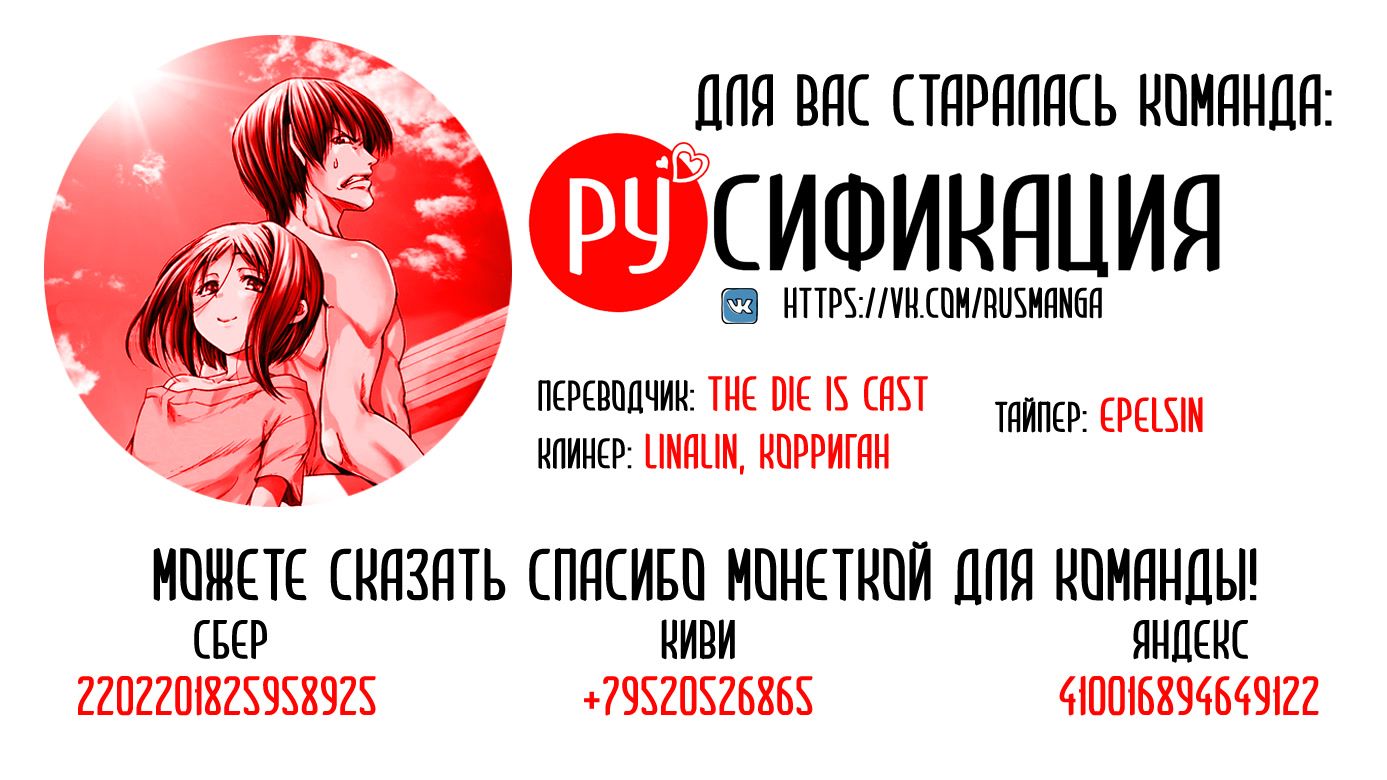 ДЛЯ ВАС СТАРАЛАСЬ КОМАНДА:
РУСИФИКАЦИЯ
HTTPS://VK.COM/RUSMANGA
ПЕРЕВОДЧИК: THE DIE IS CAST
ТАЙПЕР: EPELSIN
КЛИНЕР: LINALIN, КОРРИГАН
МОЖЕТЕ СКАЗАТЬ СПАСИБО МОНЕТКОЙ ДЛЯ КОМАНДЫ!
СБЕР КИВИ ЯНДЕКС
2202201825958925 +79520526865 410016894649122